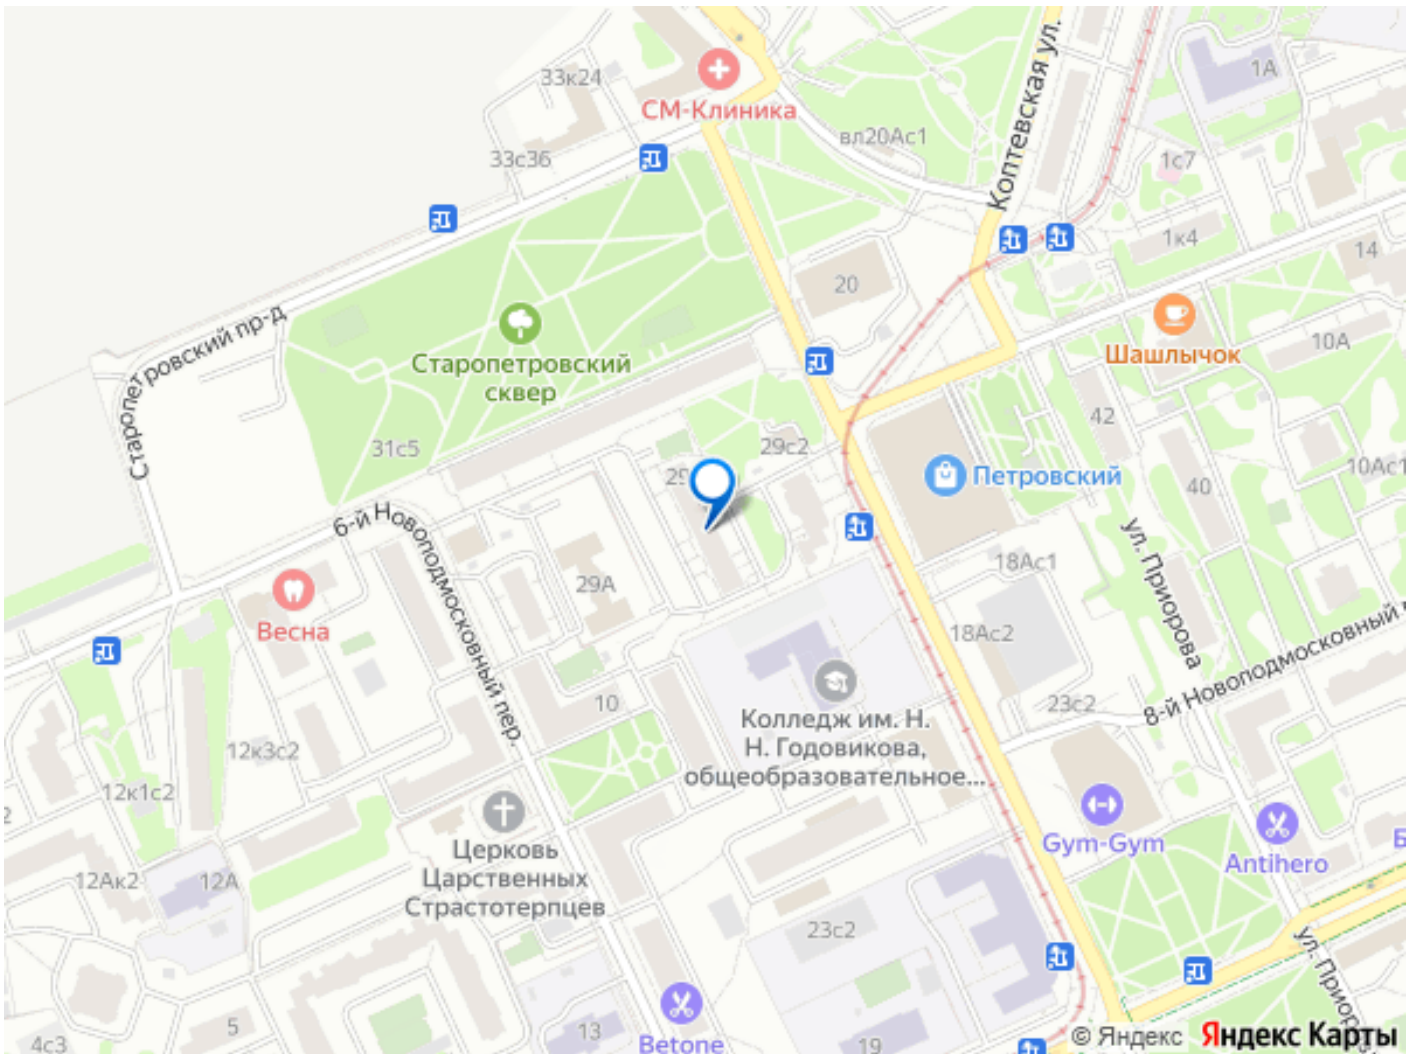 33к24
СМ-Клиника
1А
Коптевская ул.
вл20Ас1
33с36
1с7
1к4
14
20
Старопетровский пр-д
Старопетровский
сквер
Шашлычок
10А
42
31с5
29с2
10Ас1
29
Петровский
40
6-й Новоподмосковный пер.
ул. Приорова
18Ас1
29А
Весна
18Ас2
8-й Новоподмосковный
23с2
10
Колледж им. Н.
Н. Годовикова,
общеобразовательное...
12к3с2
12к1с2
2
Gym-Gym
Antihero
Б
Церковь
Царственных
Страстотерпцев
12Ак2
12А
23с2
ул. Приорова
5
13
4с3
Betone
19
© Яндекс Яндекс Карты